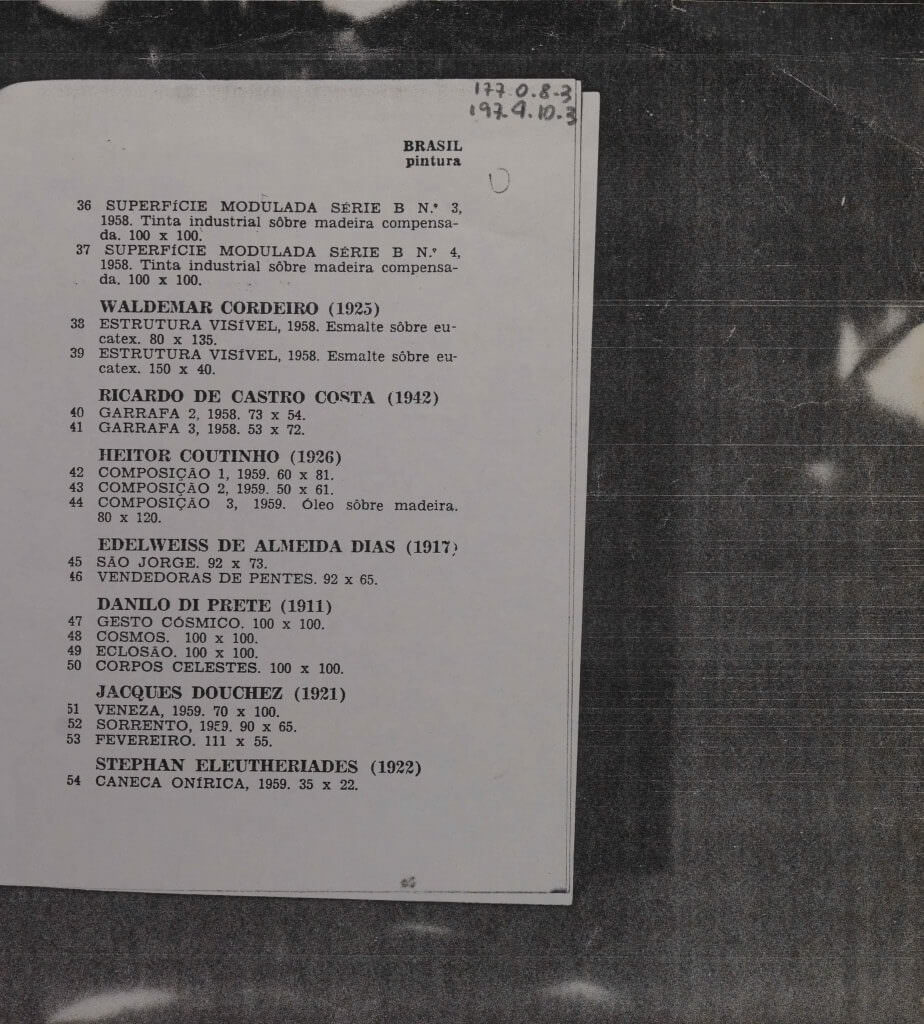 177.0.8-3
197.4.10.3
BRASIL
pintura
36 SUPERFÍCIE MODULADA SÉRIE B N.º 3,
1958. Tinta industrial sôbre madeira compensa-
da. 100 x 100.
37 SUPERFÍCIE MODULADA SÉRIE B N.º 4,
1958. Tinta industrial sôbre madeira compensa-
da. 100 x 100.
WALDEMAR CORDEIRO (1925)
38 ESTRUTURA VISÍVEL, 1958. Esmalte sôbre eu-
catex. 80 x 135.
39 ESTRUTURA VISÍVEL, 1958. Esmalte sôbre eu-
catex. 150 x 40.
RICARDO DE CASTRO COSTA (1942)
40 GARRAFA 2, 1958. 73 x 54.
41 GARRAFA 3, 1958. 53 x 72.
HEITOR COUTINHO (1926)
42 COMPOSIÇÃO 1, 1959. 60 x 81.
43 COMPOSIÇÃO 2, 1959. 50 x 61.
44 COMPOSIÇÃO 3, 1959. Óleo sôbre madeira.
80 x 120.
EDELWEISS DE ALMEIDA DIAS (1917)
45 SÃO JORGE. 92 x 73.
46 VENDEDORAS DE PENTES. 92 x 65.
DANILO DI PRETE (1911)
47 GESTO CÓSMICO. 100 x 100.
48 COSMOS. 100 x 100.
49 ECLOSÃO. 100 x 100.
50 CORPOS CELESTES. 100 x 100.
JACQUES DOUCHEZ (1921)
51 VENEZA, 1959. 70 x 100.
52 SORRENTO, 1959. 90 x 65.
53 FEVEREIRO. 111 x 55.
STEPHAN ELEUTHERIADES (1922)
54 CANECA ONÍRICA, 1959. 35 x 22.